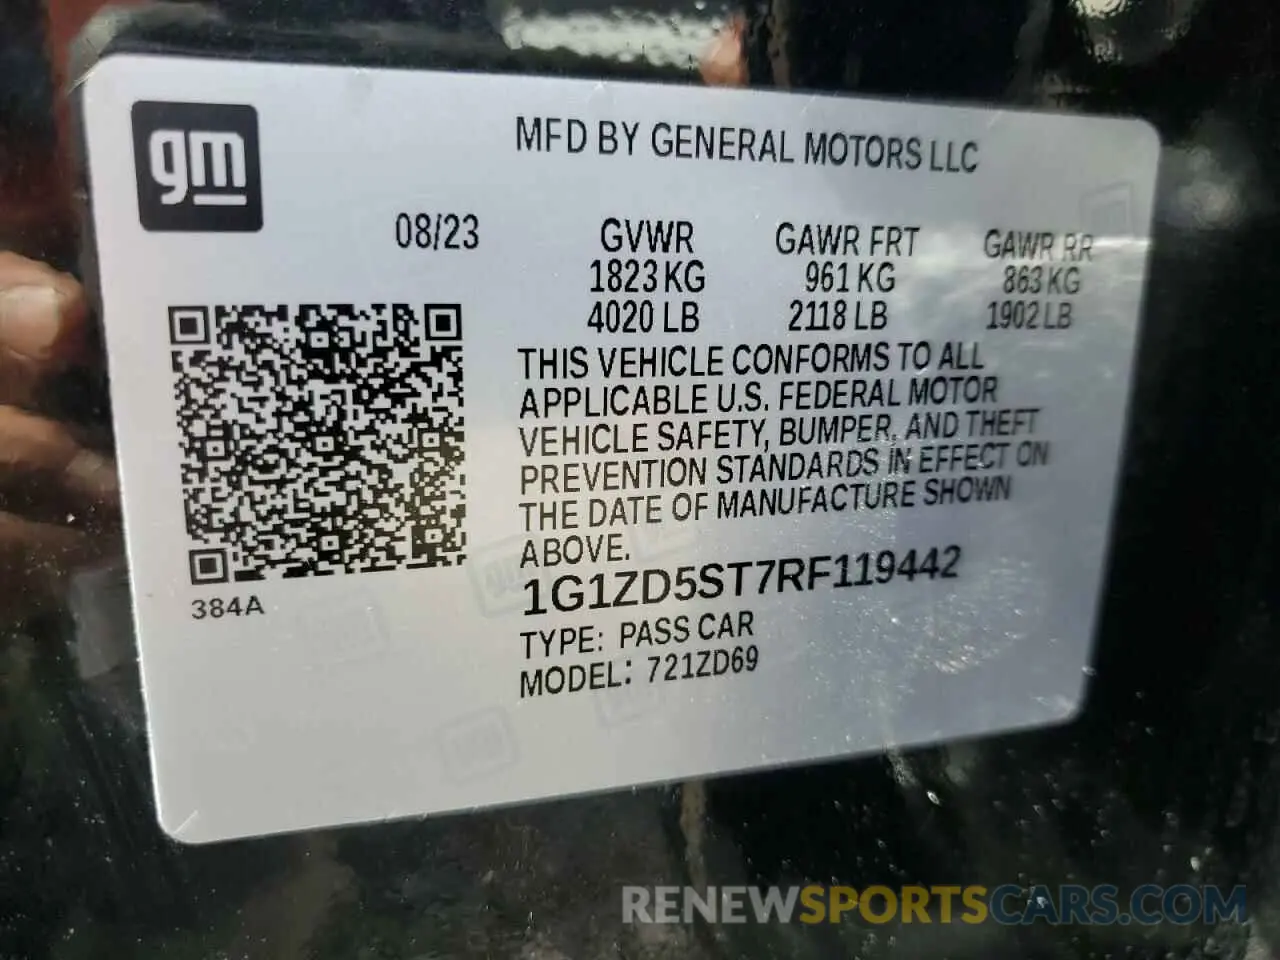 gm
MFD BY GENERAL MOTORS LLC
08/23 GVWR GAWR FRT GAWR RR
1823 KG 961 KG 863 KG
4020 LB 2118 LB 1902 LB
THIS VEHICLE CONFORMS TO ALL
APPLICABLE U.S. FEDERAL MOTOR
VEHICLE SAFETY, BUMPER, AND THEFT
PREVENTION STANDARDS IN EFFECT ON
THE DATE OF MANUFACTURE SHOWN
ABOVE.
1G1ZD5ST7RF119442
384A
TYPE: PASS CAR
MODEL: 721ZD69
RENEWSPORTSCARS.COM